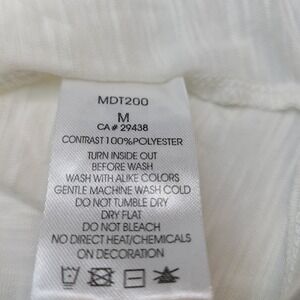 MDT200
M
CA# 29438
CONTRAST 100%POLYESTER
TURN INSIDE OUT
BEFORE WASH
WASH WITH ALIKE COLORS
GENTLE MACHINE WASH COLD
DO NOT TUMBLE DRY
DRY FLAT
DO NOT BLEACH
NO DIRECT HEAT/CHEMICALS
ON DECORATION